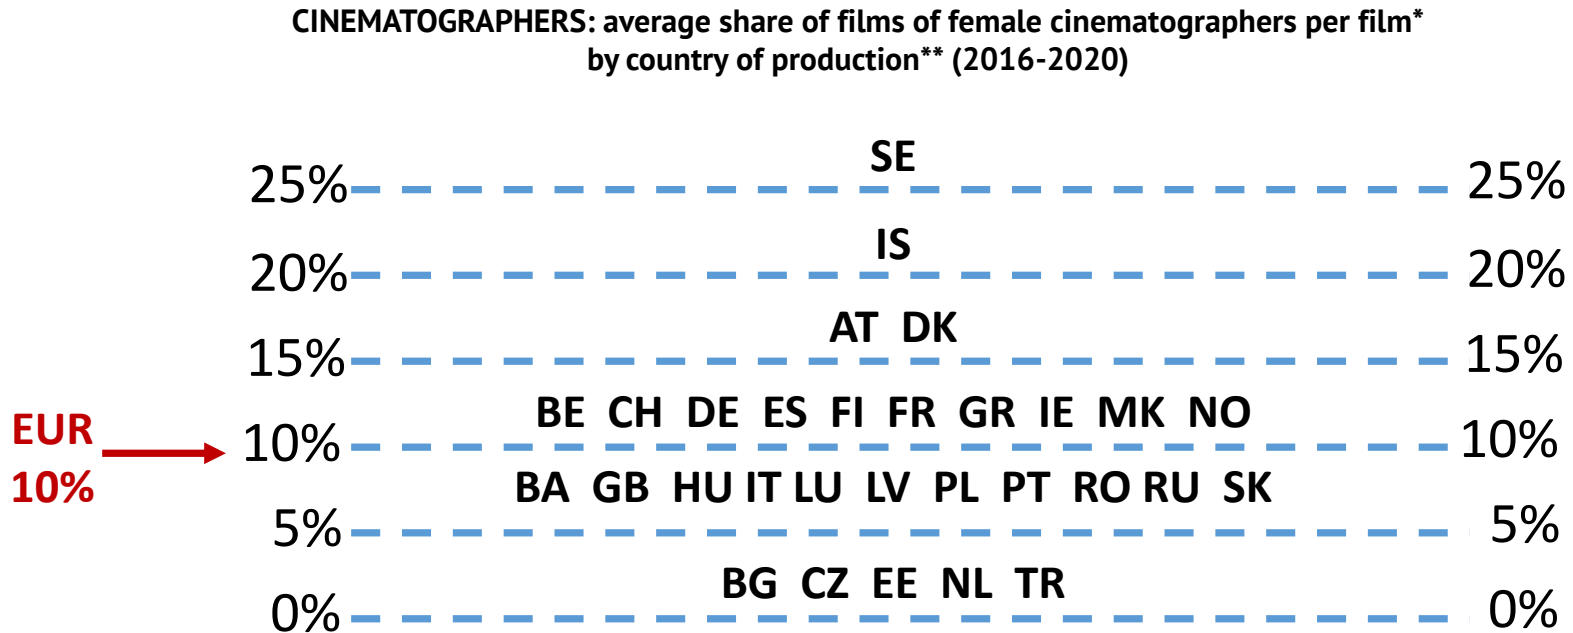 CINEMATOGRAPHERS: average share of films of female cinematographers per film*
by country of production** (2016-2020)
SE
25% 25%
IS
20% 20%
AT DK
15% 15%
BE CH DE ES FI FR GR IE MK NO
EUR
10% 10%
10%
BA GB HU IT LU LV PL PT RO RU SK
5% 5%
BG CZ EE NL TR
0% 0%